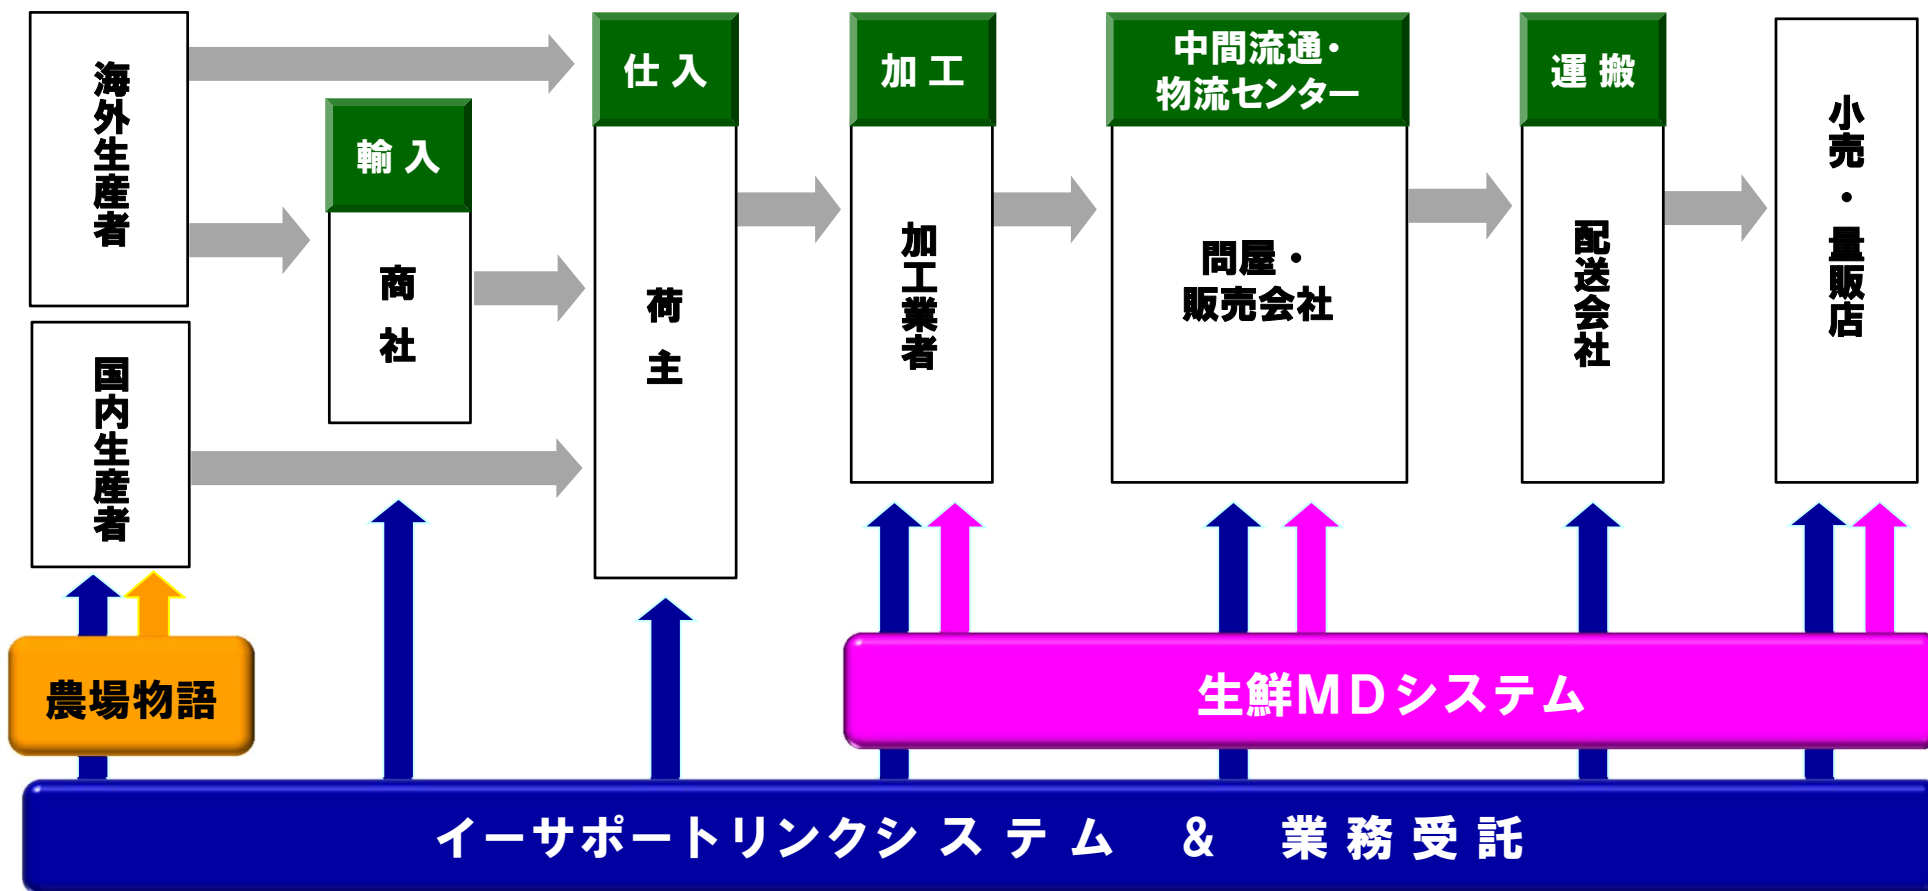 海外生産者
国内生産者
輸入
商社
仕入
荷主
加工
加工業者
中間流通・
物流センター
問屋・
販売会社
運搬
配送会社
小売・量販店
農場物語
生鮮MDシステム
イーサポートリンクシステム & 業務受託